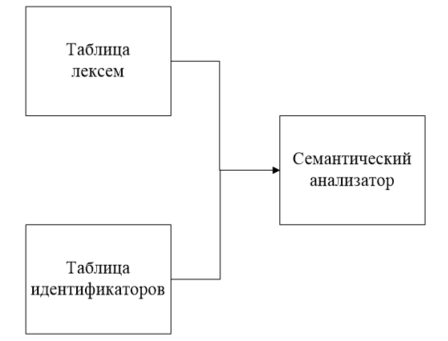 Таблица
лексем
Семантический
анализатор
Таблица
идентификаторов